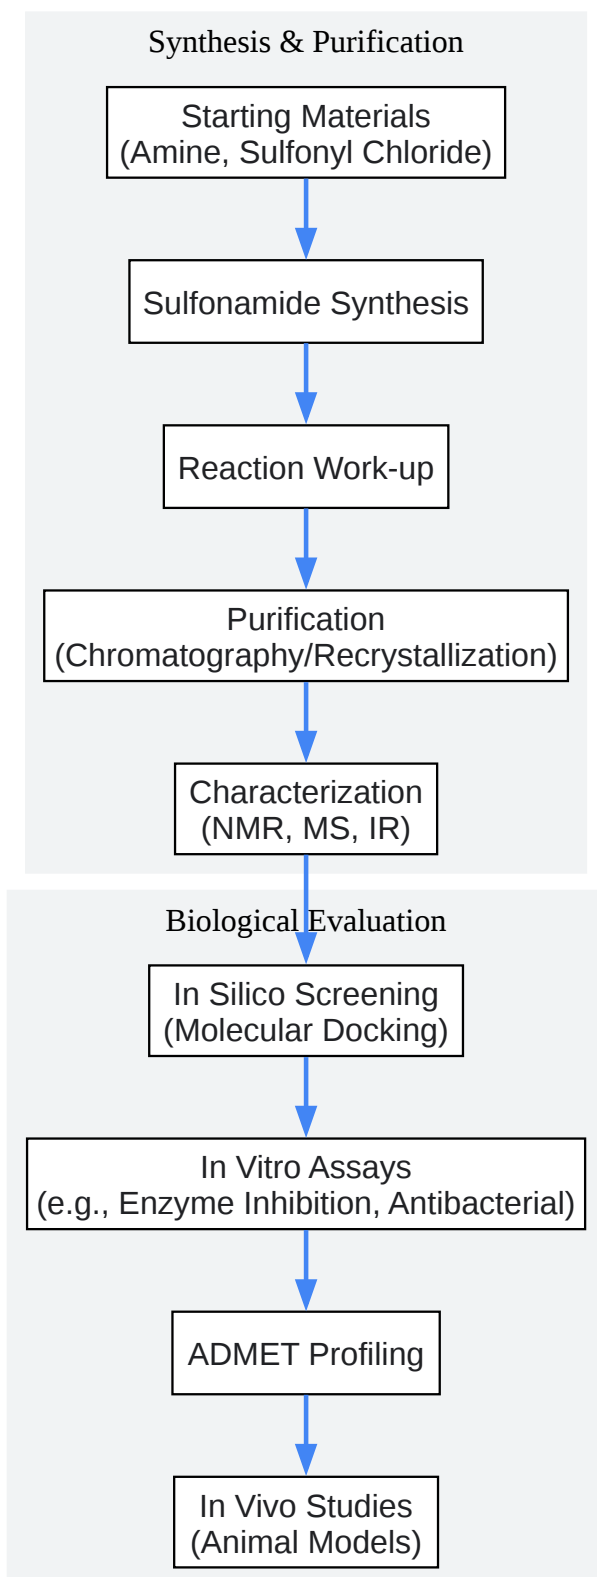 Synthesis & Purification
Starting Materials
(Amine, Sulfonyl Chloride)
Sulfonamide Synthesis
Reaction Work-up
Purification
(Chromatography/Recrystallization)
Characterization
(NMR, MS, IR)
Biological Evaluation
In Silico Screening
(Molecular Docking)
In Vitro Assays
(e.g., Enzyme Inhibition, Antibacterial)
ADMET Profiling
In Vivo Studies
(Animal Models)